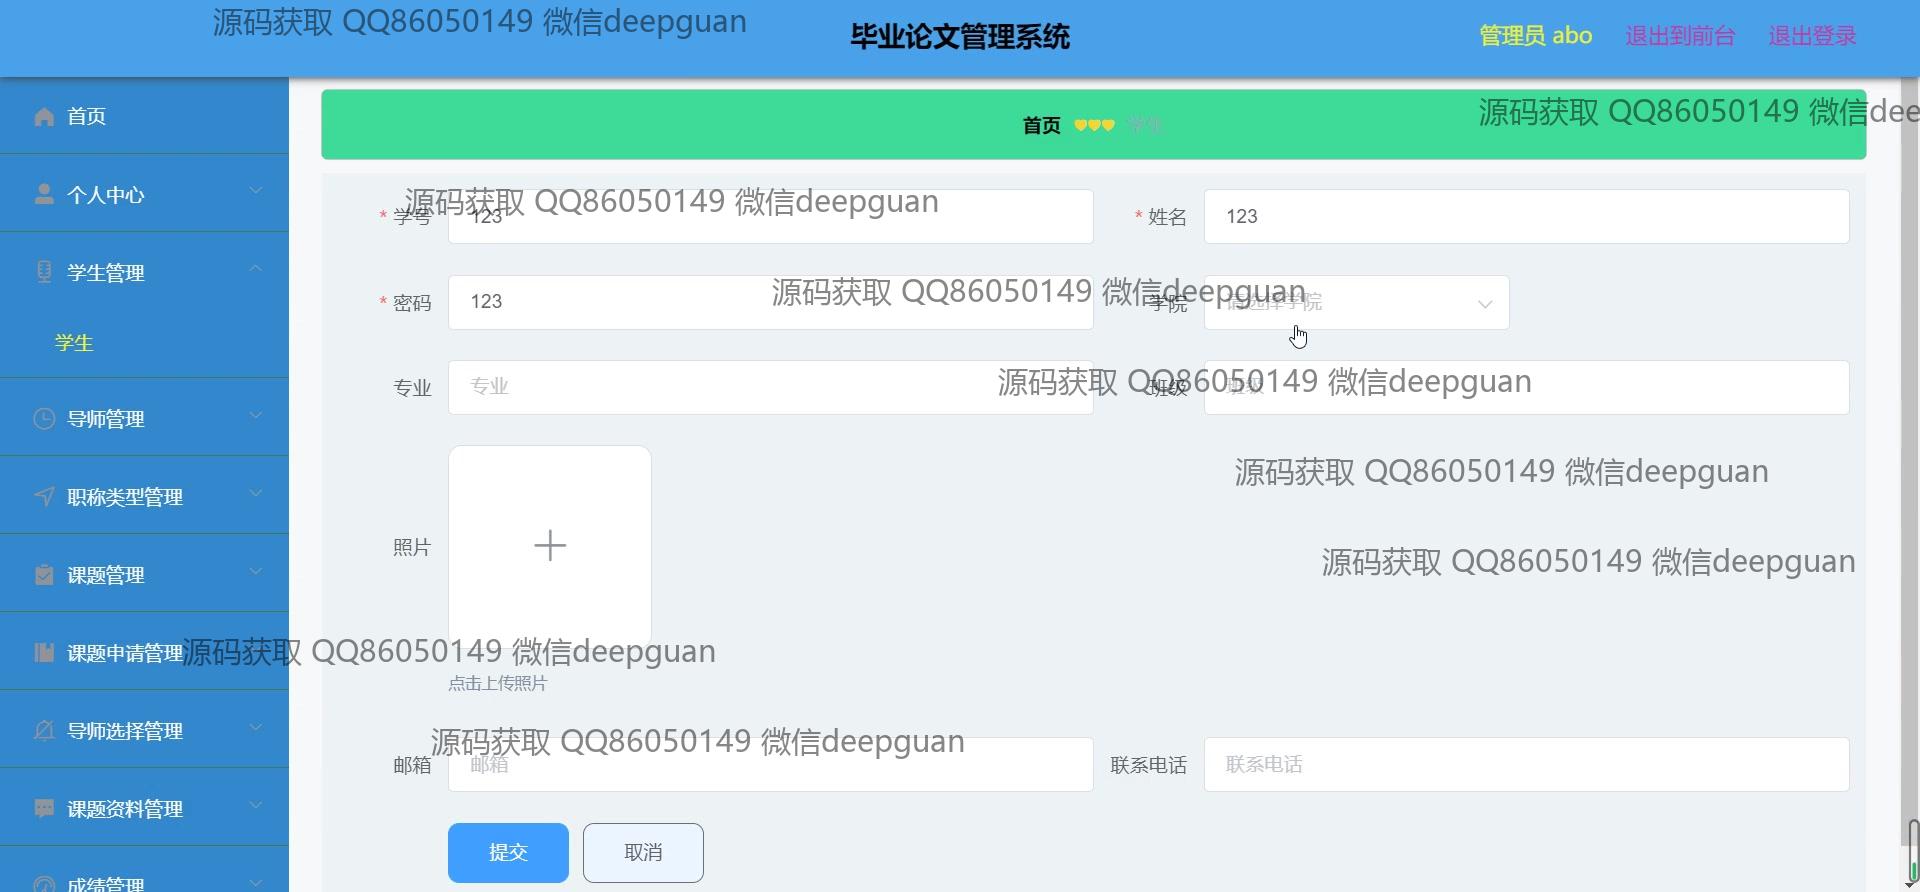 源码获取 QQ86050149 微信deepguan
毕业论文管理系统
管理员 abo
退出到前台
退出登录
首页
个人中心
学生管理
学生
导师管理
职称类型管理
课题管理
课题申请管理
导师选择管理
课题资料管理
成绩管理
首页 学生
源码获取 QQ86050149 微信dee
源码获取 QQ86050149 微信deepguan
* 学号 123
* 姓名 123
源码获取 QQ86050149 微信deepguan
* 密码 123
学院 请选择学院
源码获取 QQ86050149 微信deepguan
专业 专业
班级 班级
源码获取 QQ86050149 微信deepguan
照片
源码获取 QQ86050149 微信deepguan
源码获取 QQ86050149 微信deepguan
点击上传照片
源码获取 QQ86050149 微信deepguan
邮箱 邮箱
联系电话 联系电话
提交
取消